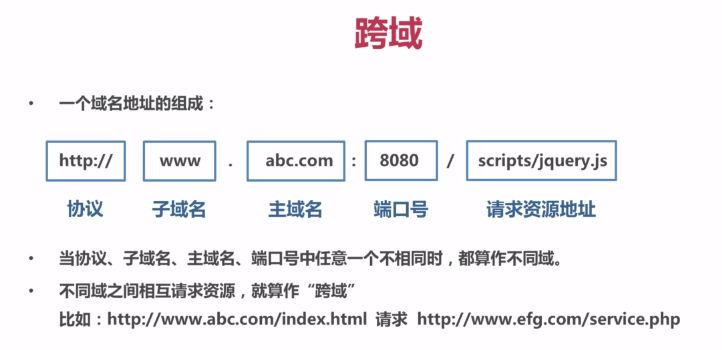 跨域
• 一个域名地址的组成：
http:// www . abc.com : 8080 / scripts/jquery.js
协议 子域名 主域名 端口号 请求资源地址
• 当协议、子域名、主域名、端口号中任意一个不相同时，都算作不同域。
• 不同域之间相互请求资源，就算作“跨域”
比如：http://www.abc.com/index.html 请求 http://www.efg.com/service.php